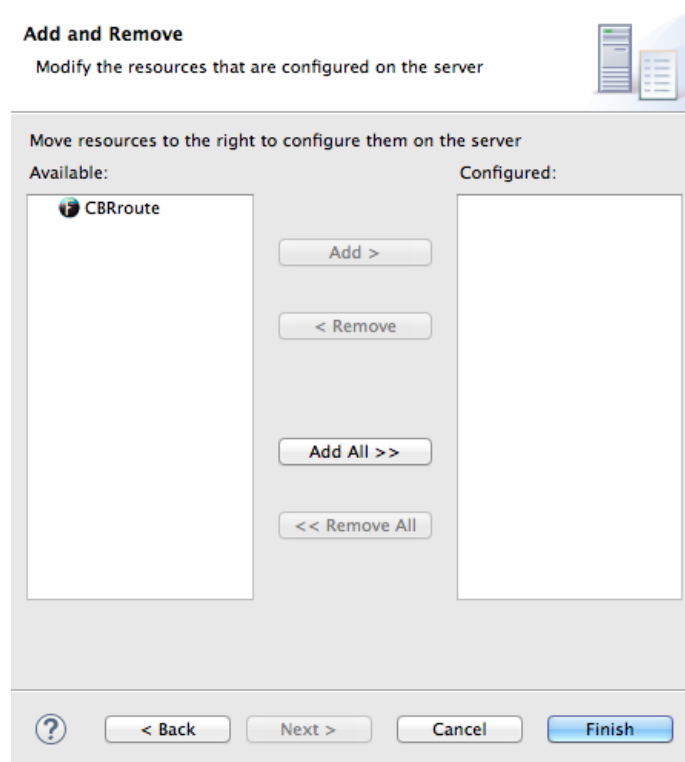 Add and Remove
Modify the resources that are configured on the server
Move resources to the right to configure them on the server
Available:
Configured:
CBRroute
Add >
< Remove
Add All >>
<< Remove All
?
< Back
Next >
Cancel
Finish